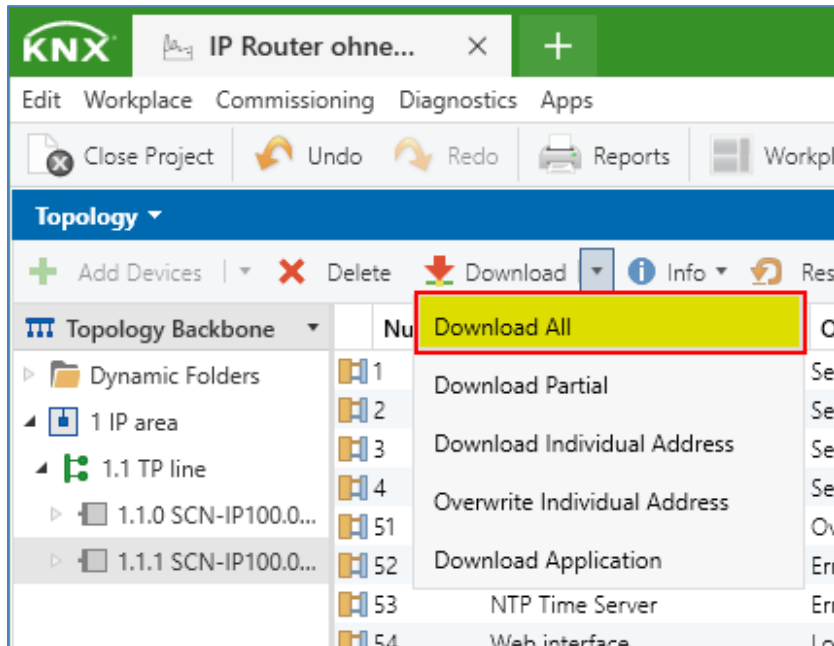 KNX IP Router ohne...
Edit Workplace Commissioning Diagnostics Apps
Close Project Undo Redo Reports
Topology
Add Devices Delete Download Info
Topology Backbone
Download All
Dynamic Folders
1
Download Partial
1 IP area
2
3
Download Individual Address
1.1 TP line
4
Overwrite Individual Address
1.1.0 SCN-IP100.0...
51
1.1.1 SCN-IP100.0...
52
Download Application
53 NTP Time Server
54 Web interface